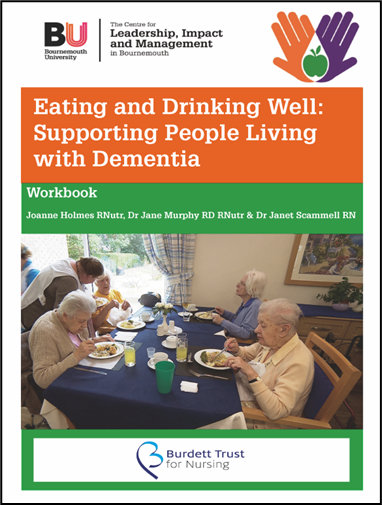 BU
Bournemouth
University
The Centre for
Leadership, Impact
and Management
in Bournemouth
Eating and Drinking Well:
Supporting People Living
with Dementia
Workbook
Joanne Holmes RNutr, Dr Jane Murphy RD RNutr & Dr Janet Scammell RN
Burdett Trust
for Nursing